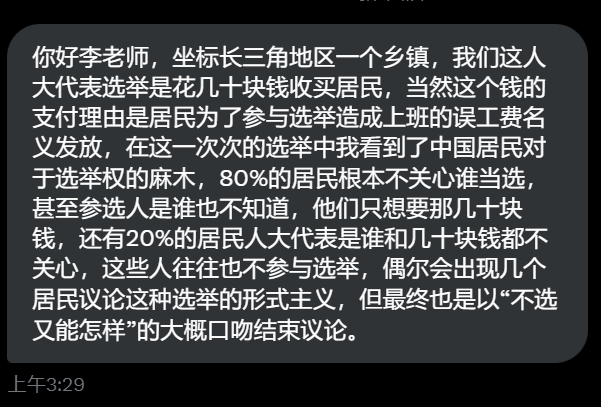 你好李老师，坐标长三角地区一个乡镇，我们这人
大代表选举是花几十块钱收买居民，当然这个钱的
支付理由是居民为了参与选举造成上班的误工费名
义发放，在这一次次的选举中我看到了中国居民对
于选举权的麻木，80%的居民根本不关心谁当选，
甚至参选人是谁也不知道，他们只想要那几十块
钱，还有20%的居民人大代表是谁和几十块钱都不
关心，这些人往往也不参与选举，偶尔会出现几个
居民议论这种选举的形式主义，但最终也是以“不选
又能怎样”的大概口吻结束议论。
上午3:29